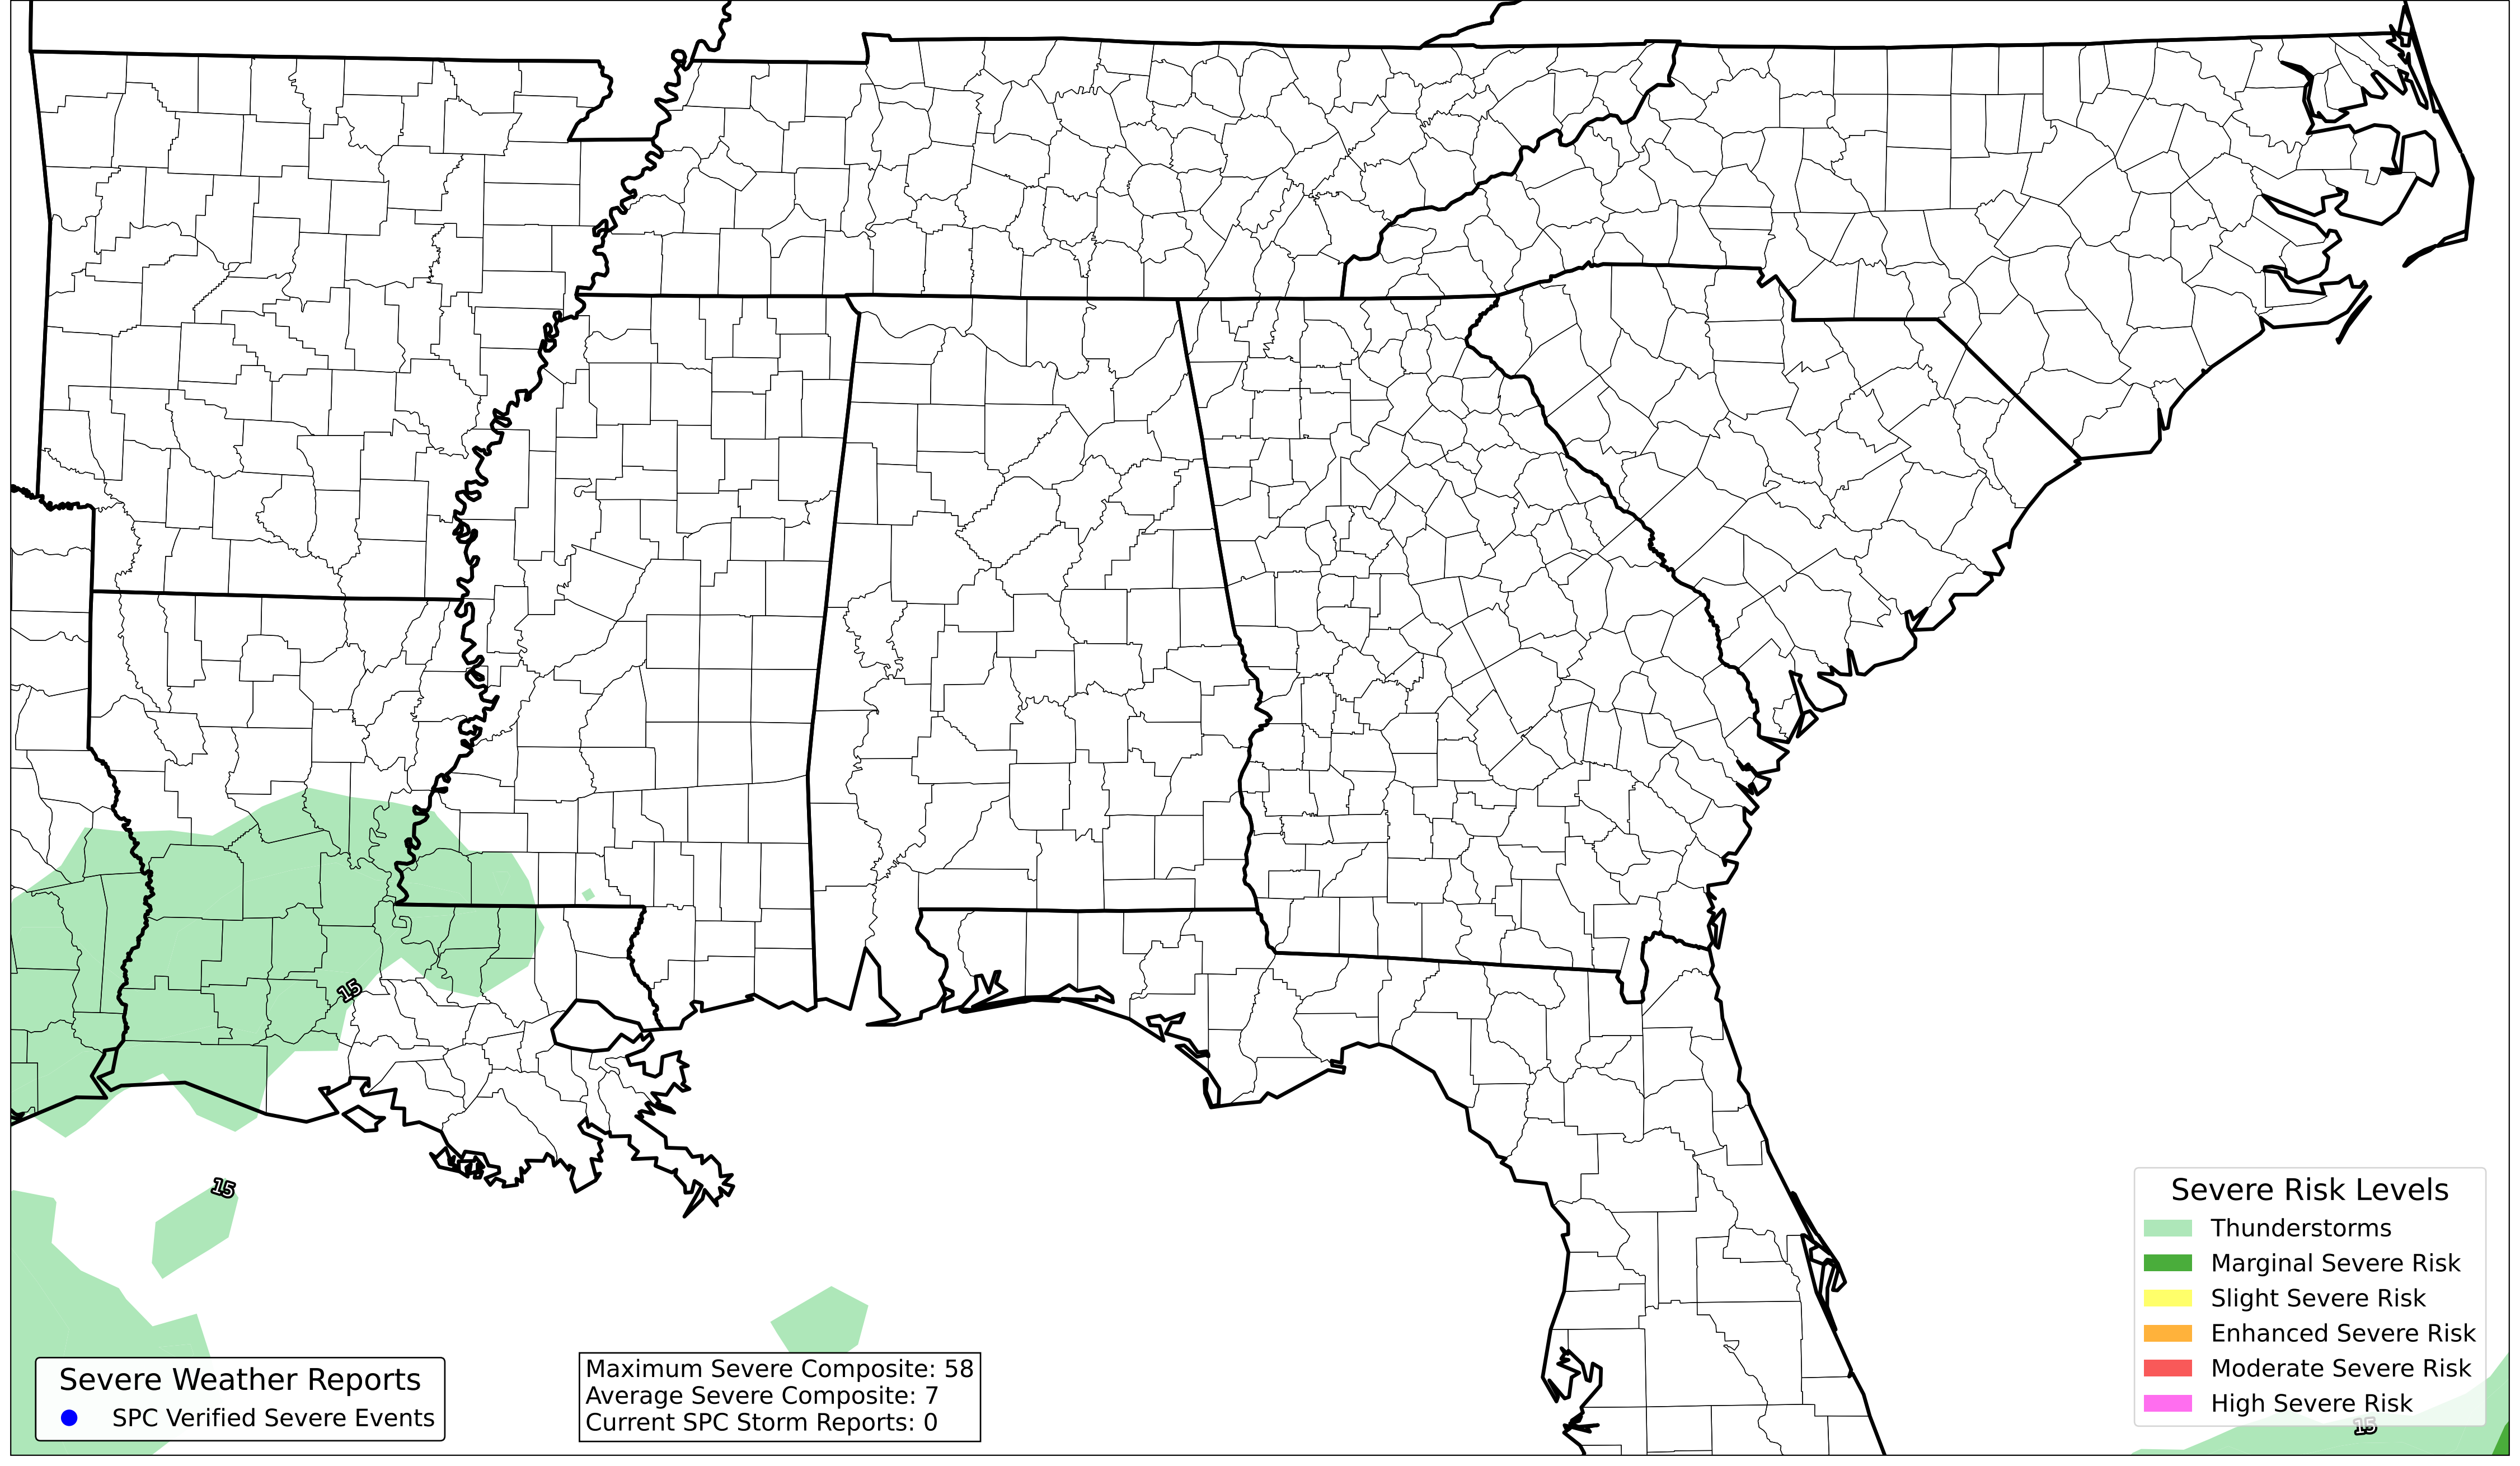 15
15
Severe Weather Reports
SPC Verified Severe Events
Maximum Severe Composite: 58
Average Severe Composite: 7
Current SPC Storm Reports: 0
Severe Risk Levels
Thunderstorms
Marginal Severe Risk
Slight Severe Risk
Enhanced Severe Risk
Moderate Severe Risk
High Severe Risk
15